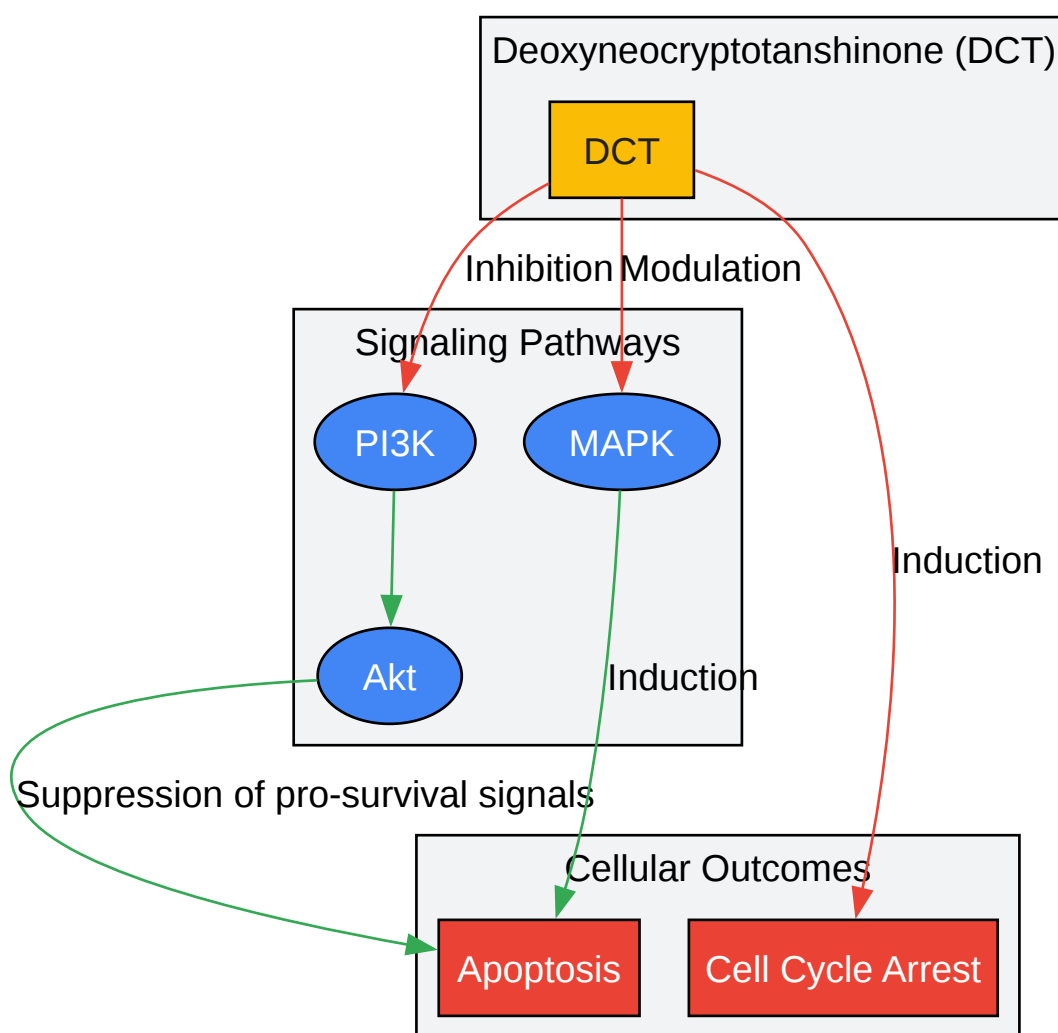 Deoxyneocryptotanshinone (DCT)
DCT
Inhibition
Modulation
Signaling Pathways
PI3K
MAPK
Induction
Akt
Induction
Suppression of pro-survival signals
Cellular Outcomes
Apoptosis
Cell Cycle Arrest